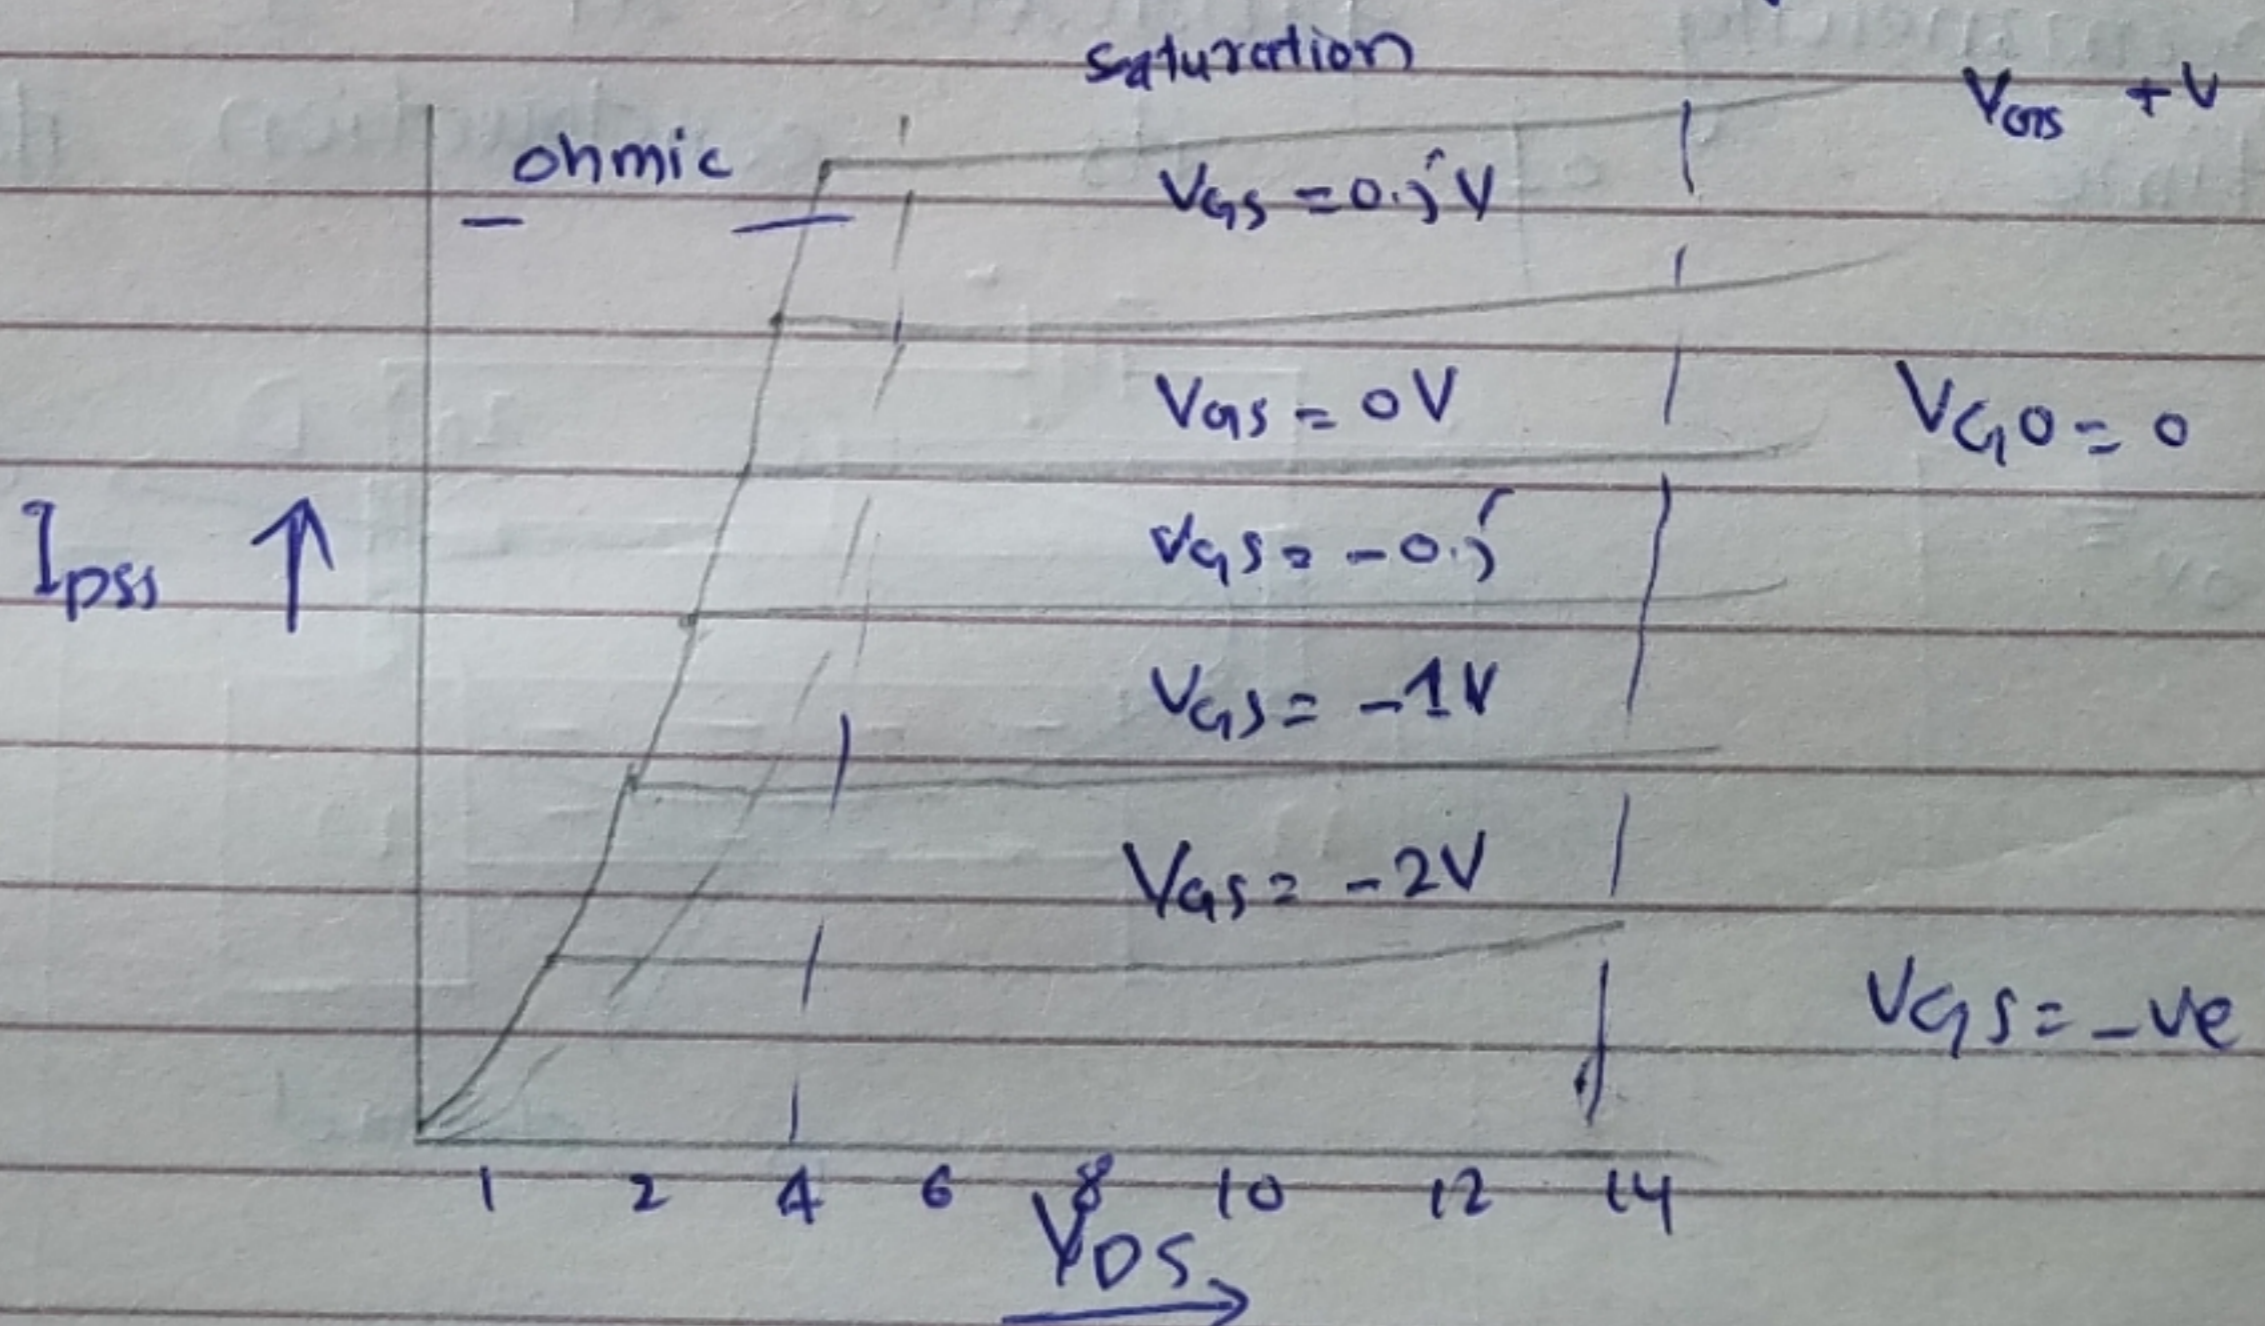 saturation
VGS +V
ohmic
VGS = 0.5 V
VGS = 0V
VG0 = 0
IDSS ↑
VGS = -0.5
VGS = -1V
VGS = -2V
VGS = -ve
1 2 4 6 8 10 12 14
VDS